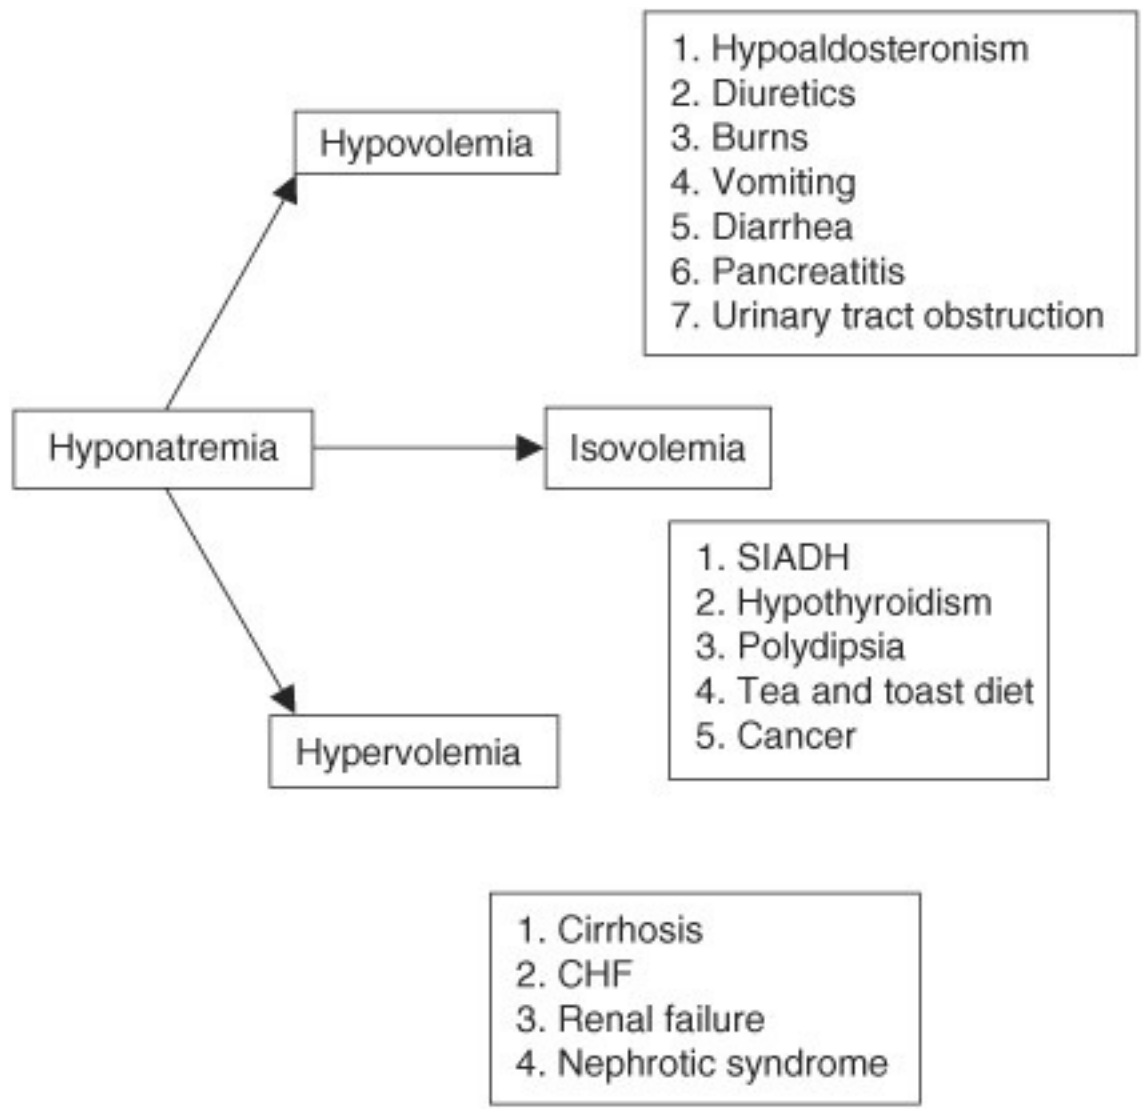 Hypovolemia
1. Hypoaldosteronism
2. Diuretics
3. Burns
4. Vomiting
5. Diarrhea
6. Pancreatitis
7. Urinary tract obstruction
Hyponatremia
Isovolemia
1. SIADH
2. Hypothyroidism
3. Polydipsia
4. Tea and toast diet
5. Cancer
Hypervolemia
1. Cirrhosis
2. CHF
3. Renal failure
4. Nephrotic syndrome